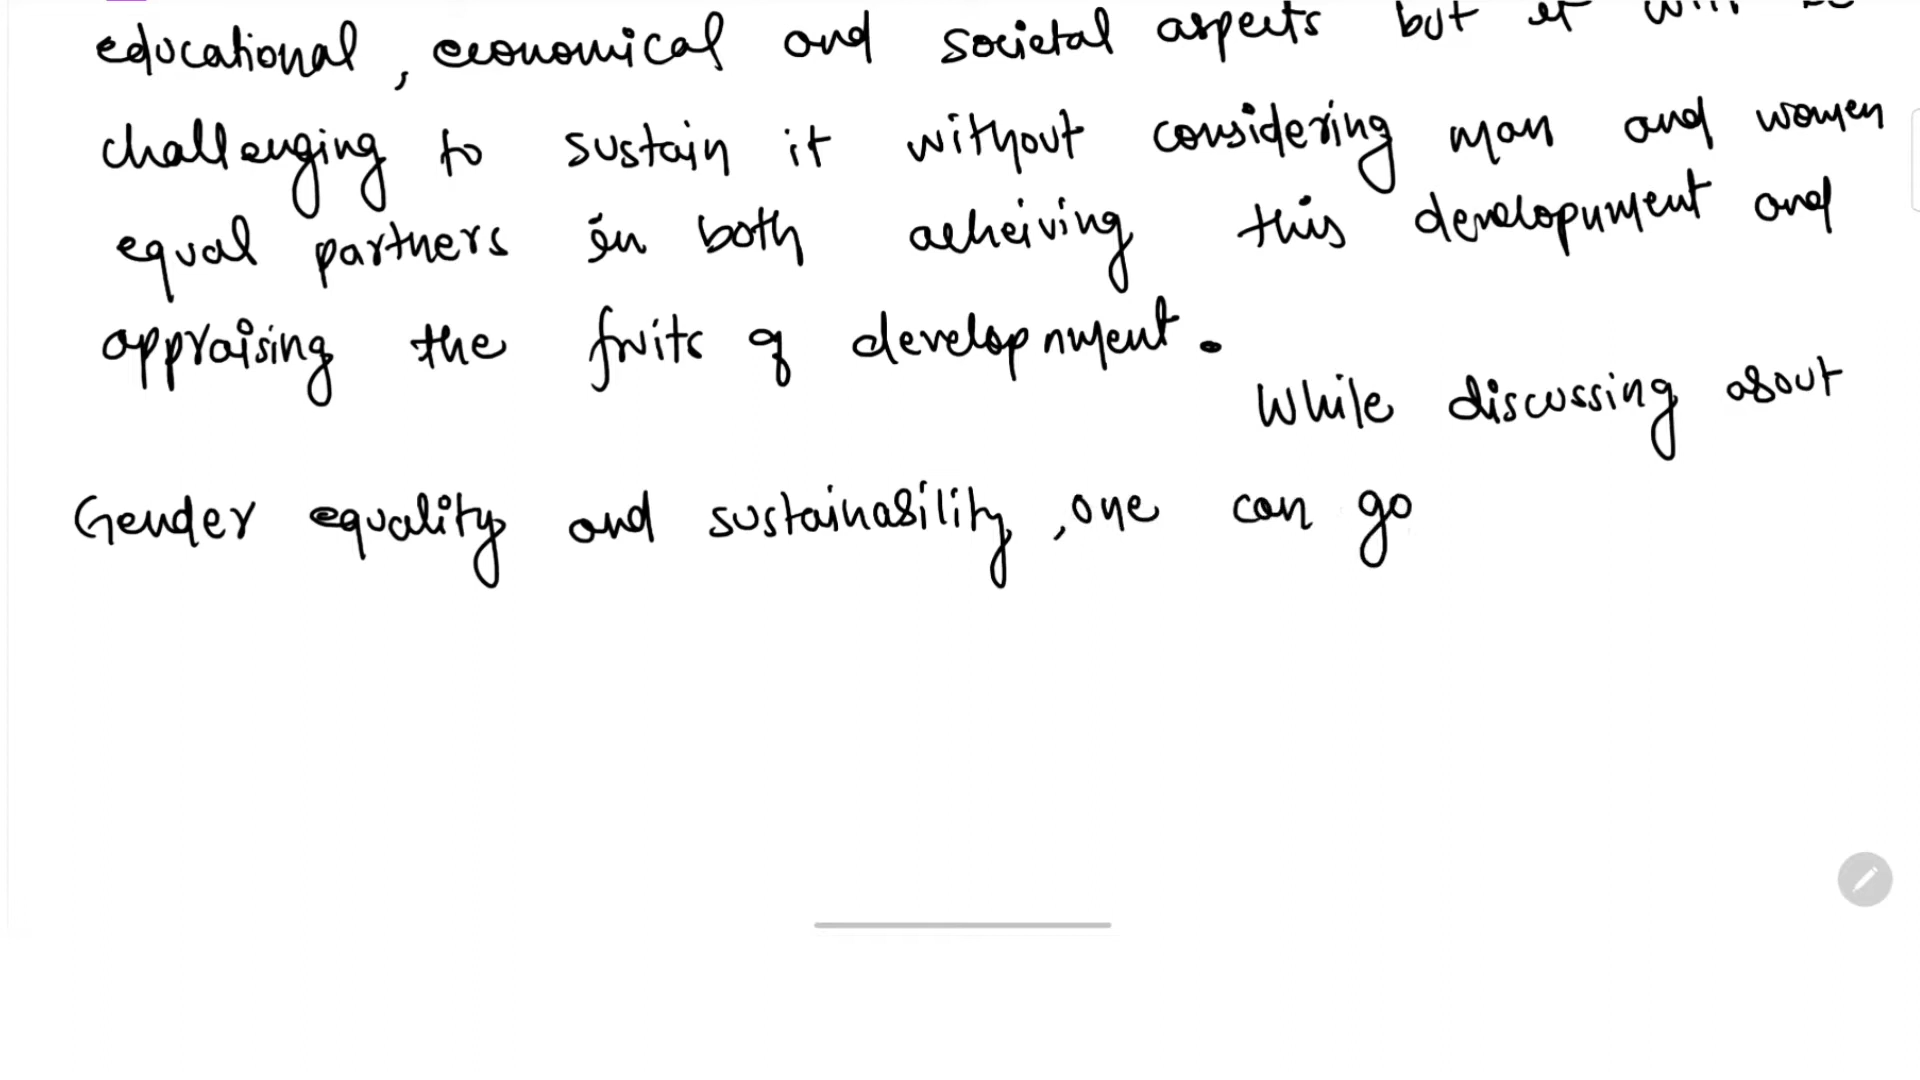 educational, economical and societal aspects but it will be
challenging to sustain it without considering man and women
equal partners in both acheiving this development and
appraising the fruits of development.
While discussing about
Gender equality and sustainability, one can go